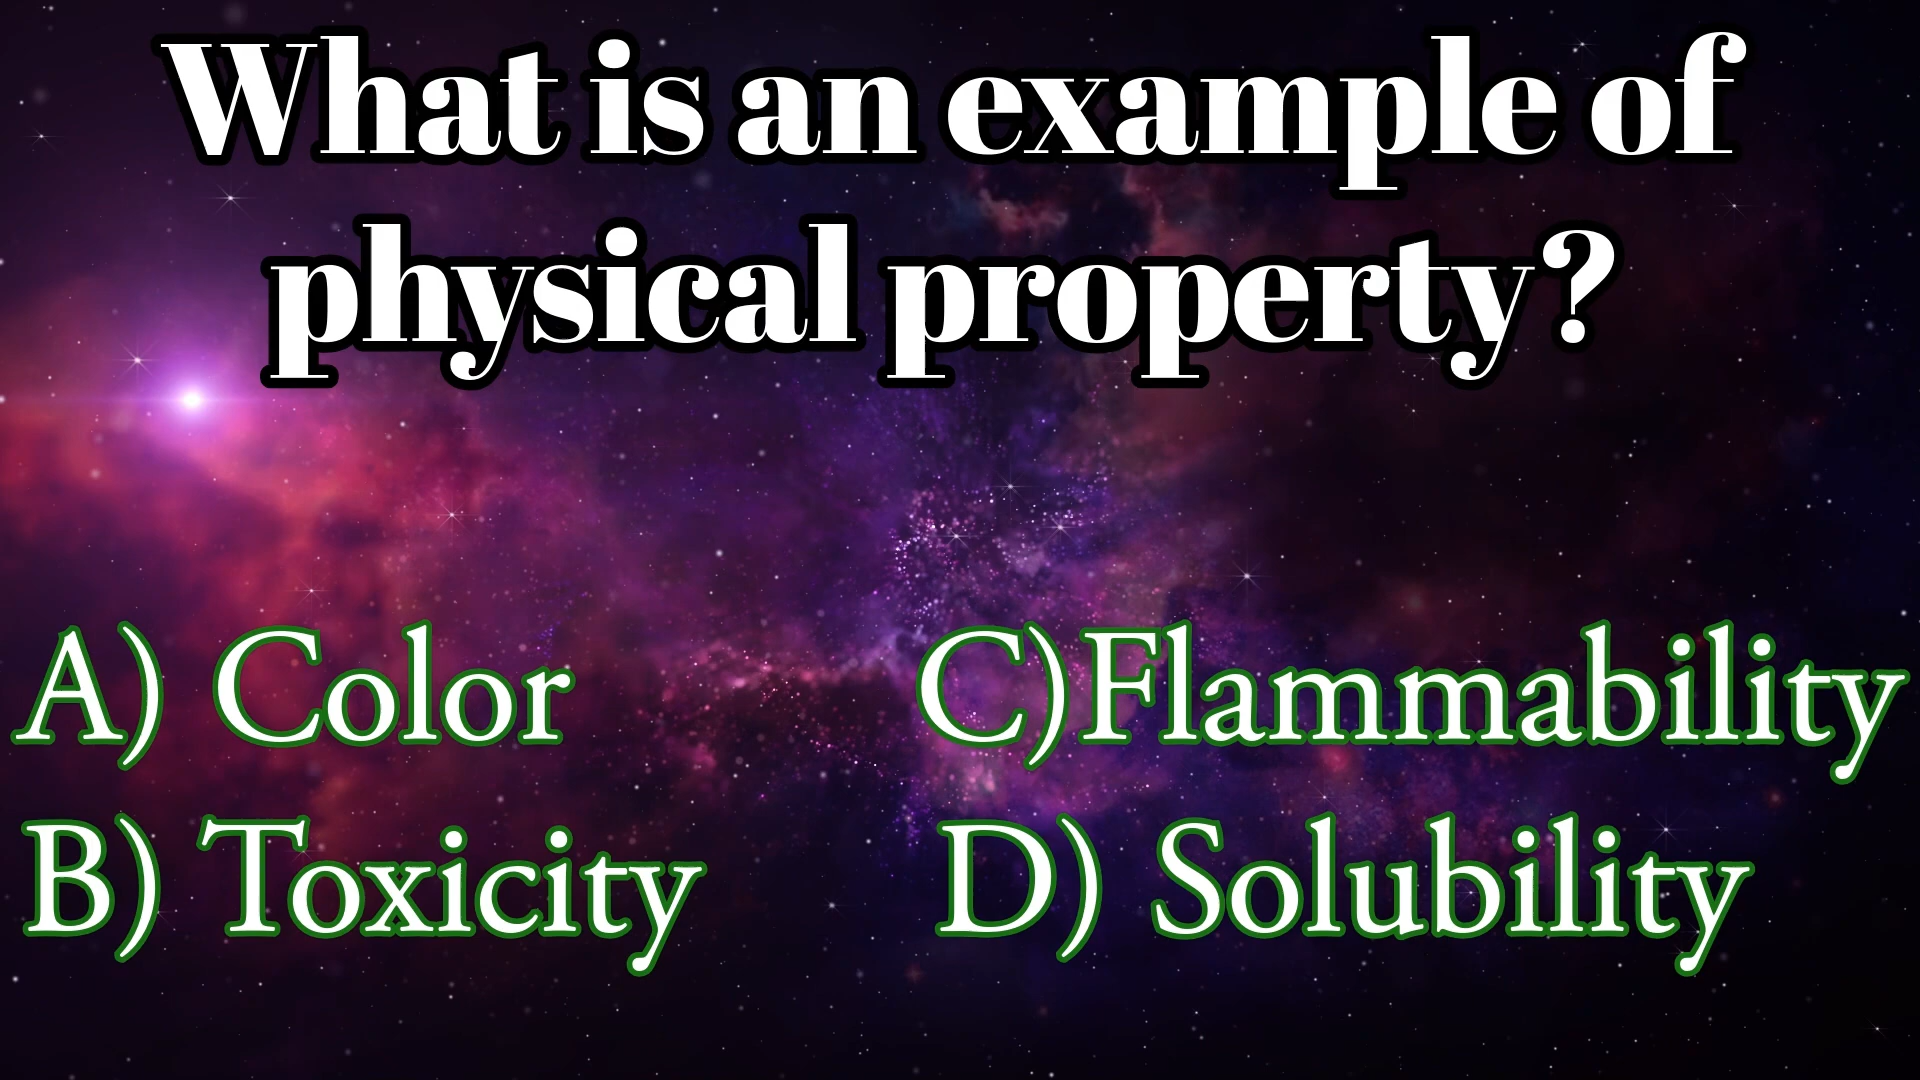 What is an example of
physical property?
A) Color
B) Toxicity
C)Flammability
D) Solubility